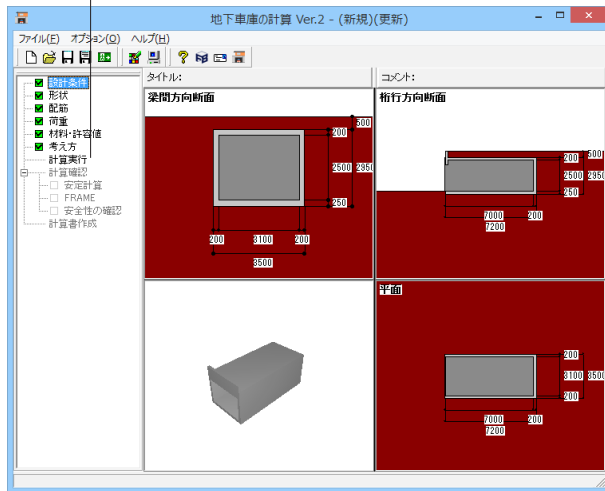 地下車庫の計算 Ver.2 - (新規)(更新)
ファイル(F) オプション(O) ヘルプ(H)
設計条件
形状
配筋
荷重
材料・許容値
考え方
計算実行
計算確認
安定計算
FRAME
安全性の確認
計算書作成
タイトル:
コメント:
梁間方向断面
500
200
2500 2950
250
200 3100 200
3500
桁行方向断面
500
200
2500 2950
250
7000 200
7200
平面
200
3100 3500
200
7000 200
7200